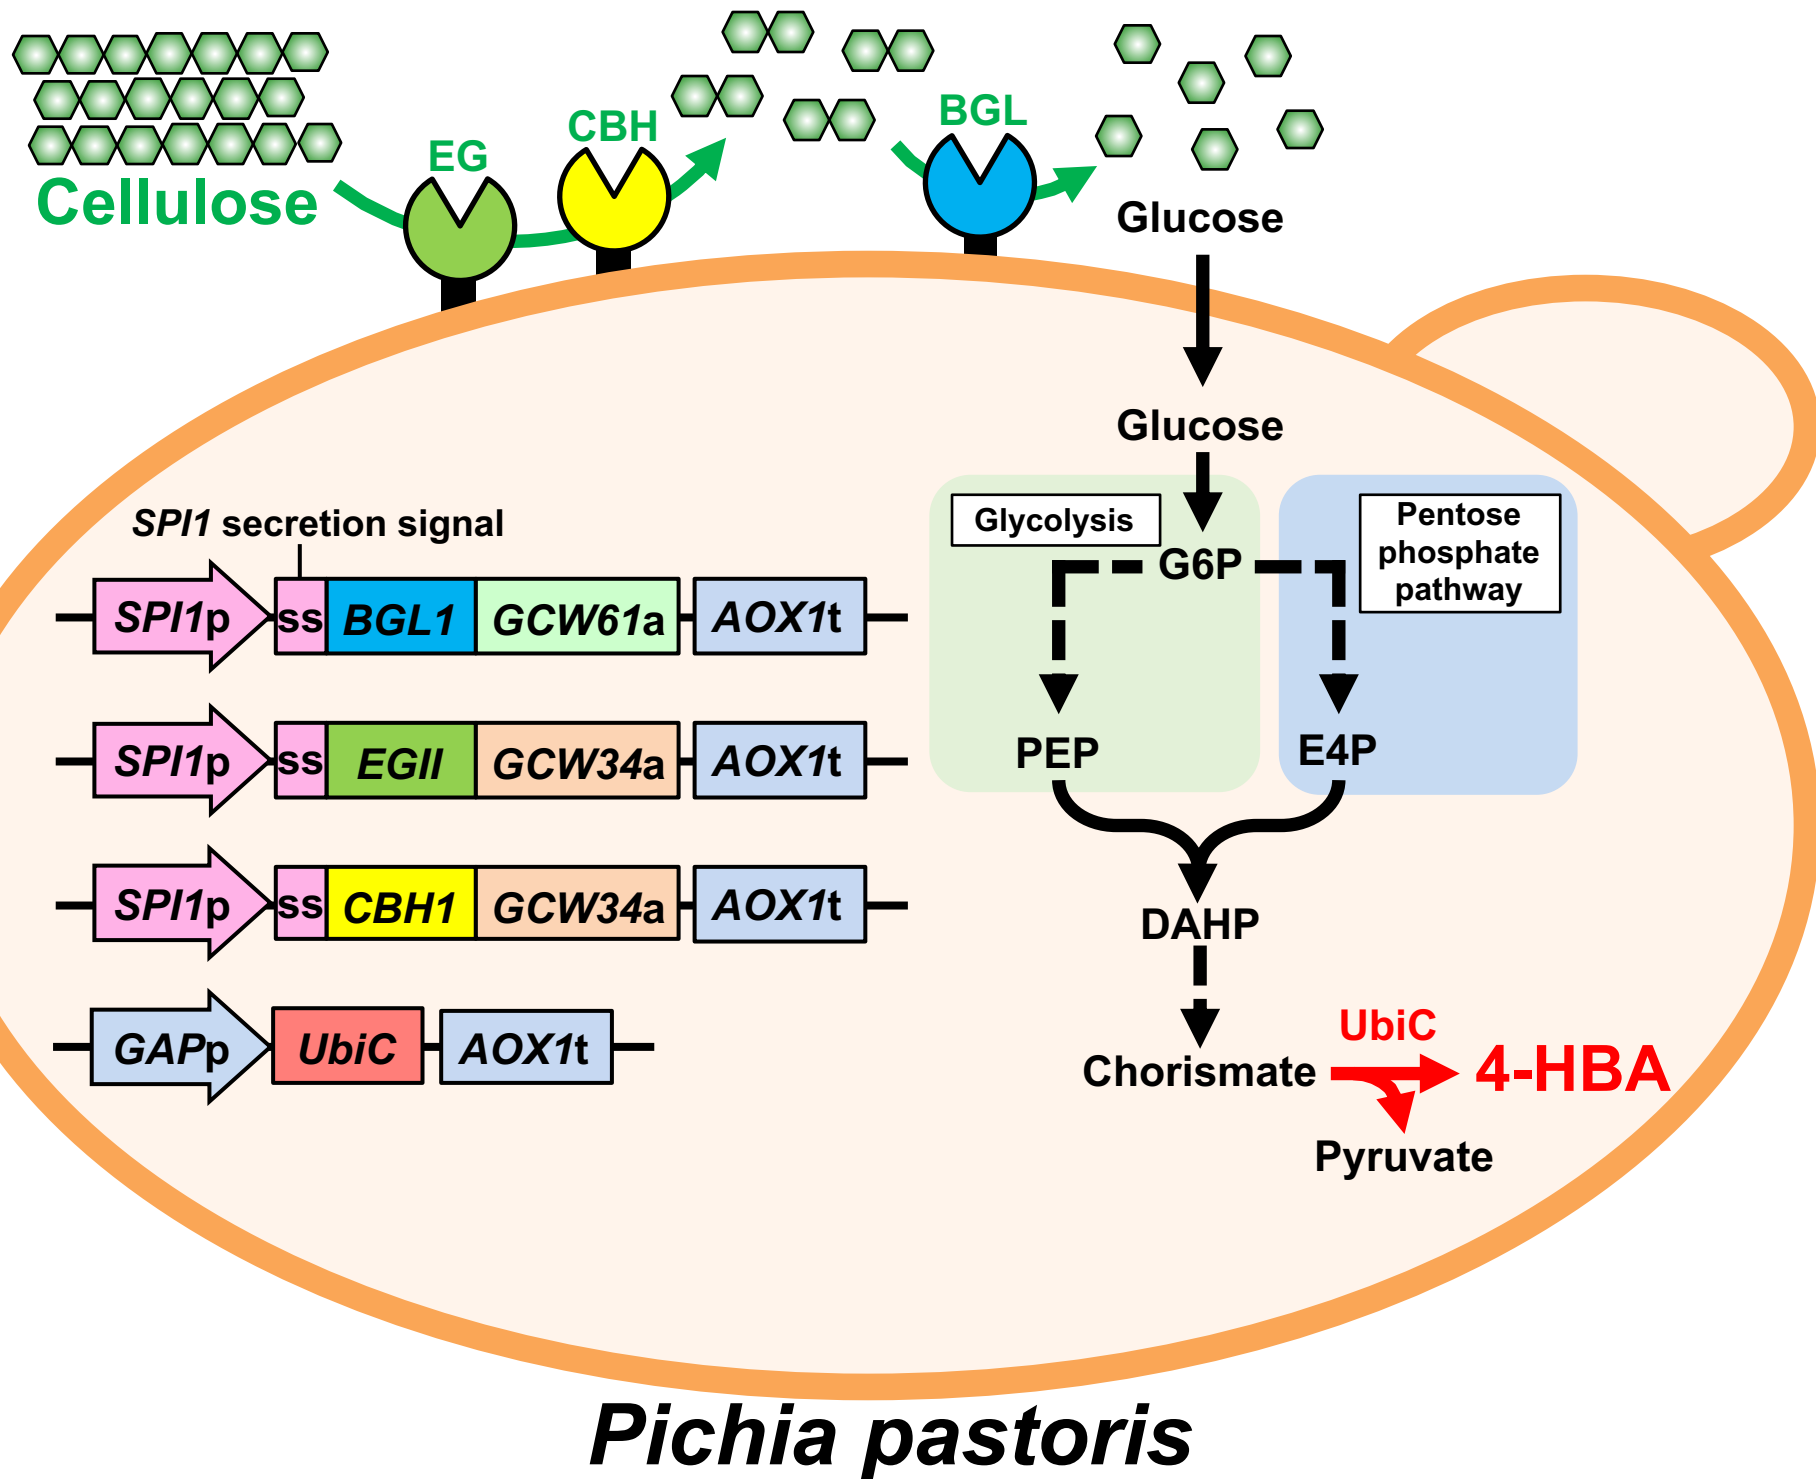 EG
CBH
BGL
Cellulose
Glucose
Glucose
SPI1 secretion signal
SPI1p ss BGL1 GCW61a AOX1t
SPI1p ss EGII GCW34a AOX1t
SPI1p ss CBH1 GCW34a AOX1t
GAPp UbiC AOX1t
Glycolysis
Pentose
phosphate
pathway
G6P
PEP
E4P
DAHP
UbiC
Chorismate
4-HBA
Pyruvate
Pichia pastoris